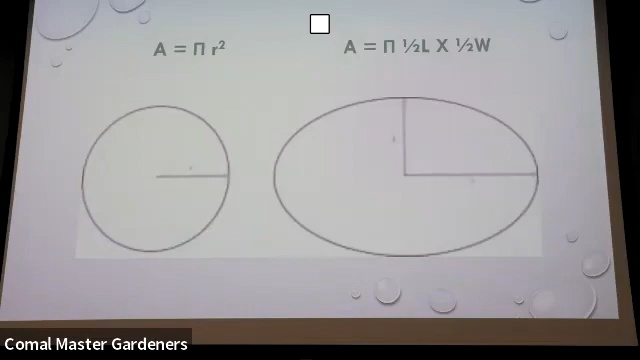 A = Π r²
A = Π ½L X ½W
Comal Master Gardeners